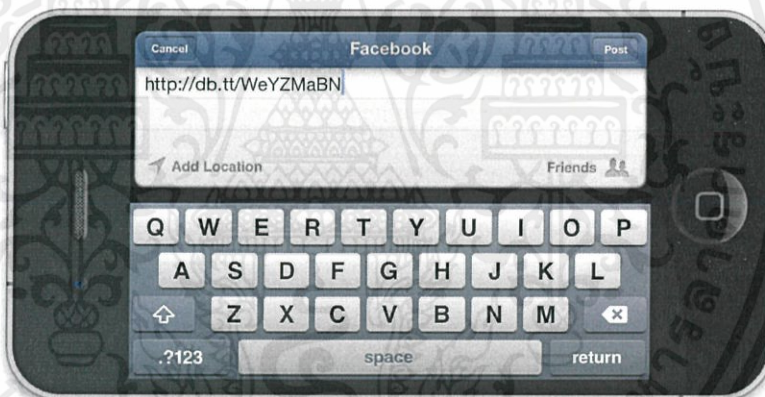 Cancel Facebook Post
http://db.tt/WeYZMaBN
Add Location Friends
Q W E R T Y U I O P
A S D F G H J K L
Z X C V B N M
.?123 space return